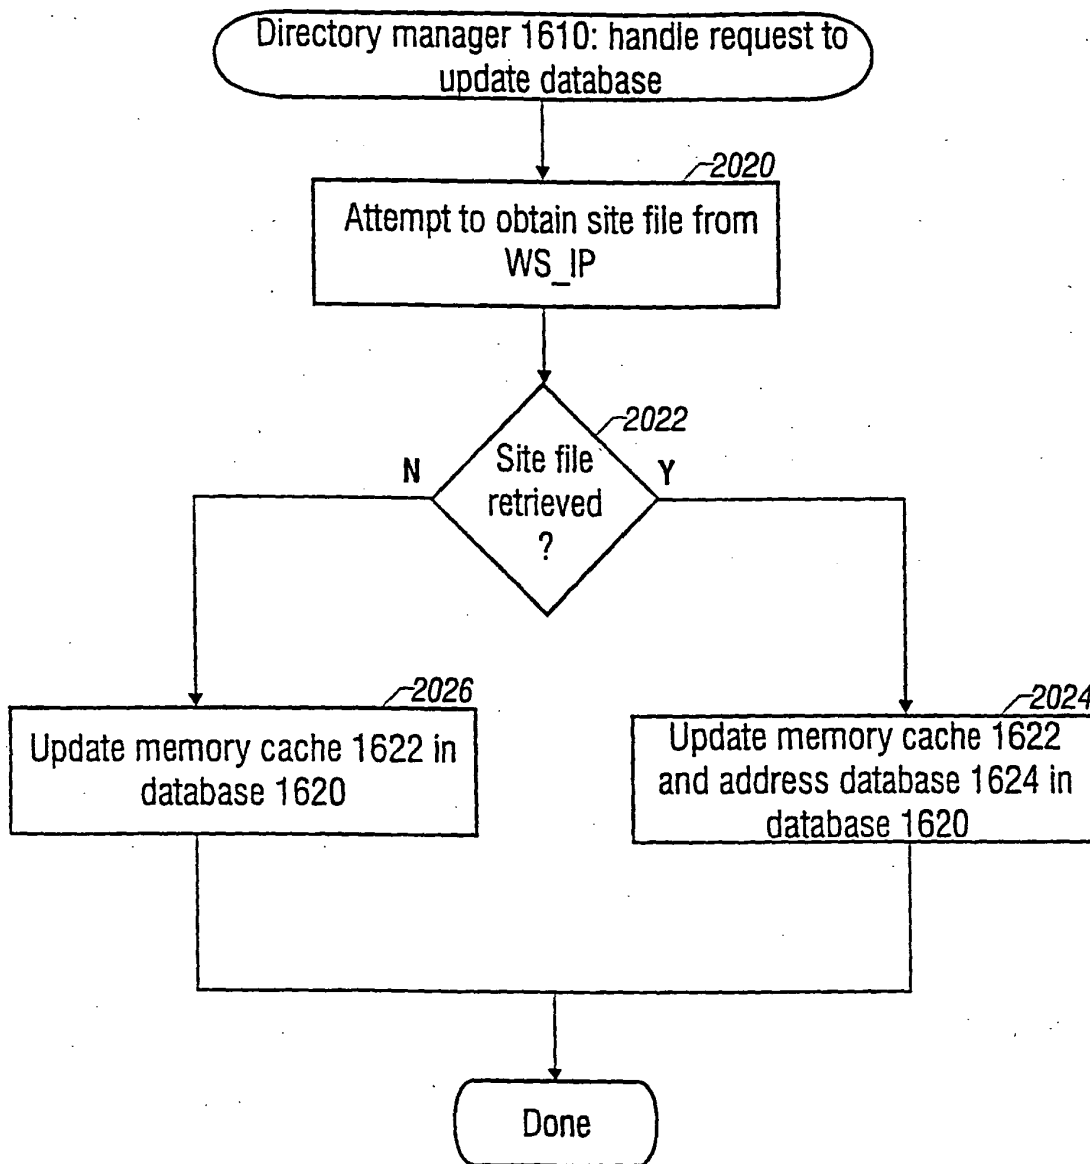 Directory manager 1610: handle request to
update database
2020
Attempt to obtain site file from
WS_IP
2022
Site file
retrieved
?
N
Y
2026
Update memory cache 1622 in
database 1620
2024
Update memory cache 1622
and address database 1624 in
database 1620
Done